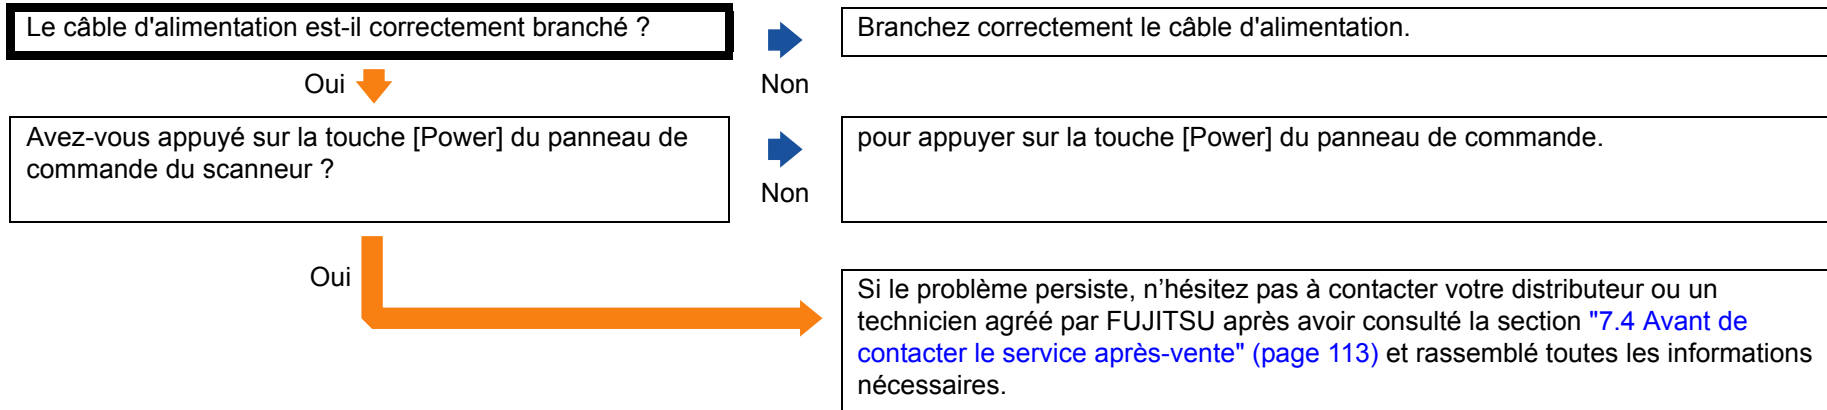 Le câble d'alimentation est-il correctement branché ?
Branchez correctement le câble d'alimentation.
Oui
Non
Avez-vous appuyé sur la touche [Power] du panneau de
commande du scanneur ?
pour appuyer sur la touche [Power] du panneau de commande.
Non
Oui
Si le problème persiste, n’hésitez pas à contacter votre distributeur ou un
technicien agréé par FUJITSU après avoir consulté la section "7.4 Avant de
contacter le service après-vente" (page 113) et rassemblé toutes les informations
nécessaires.